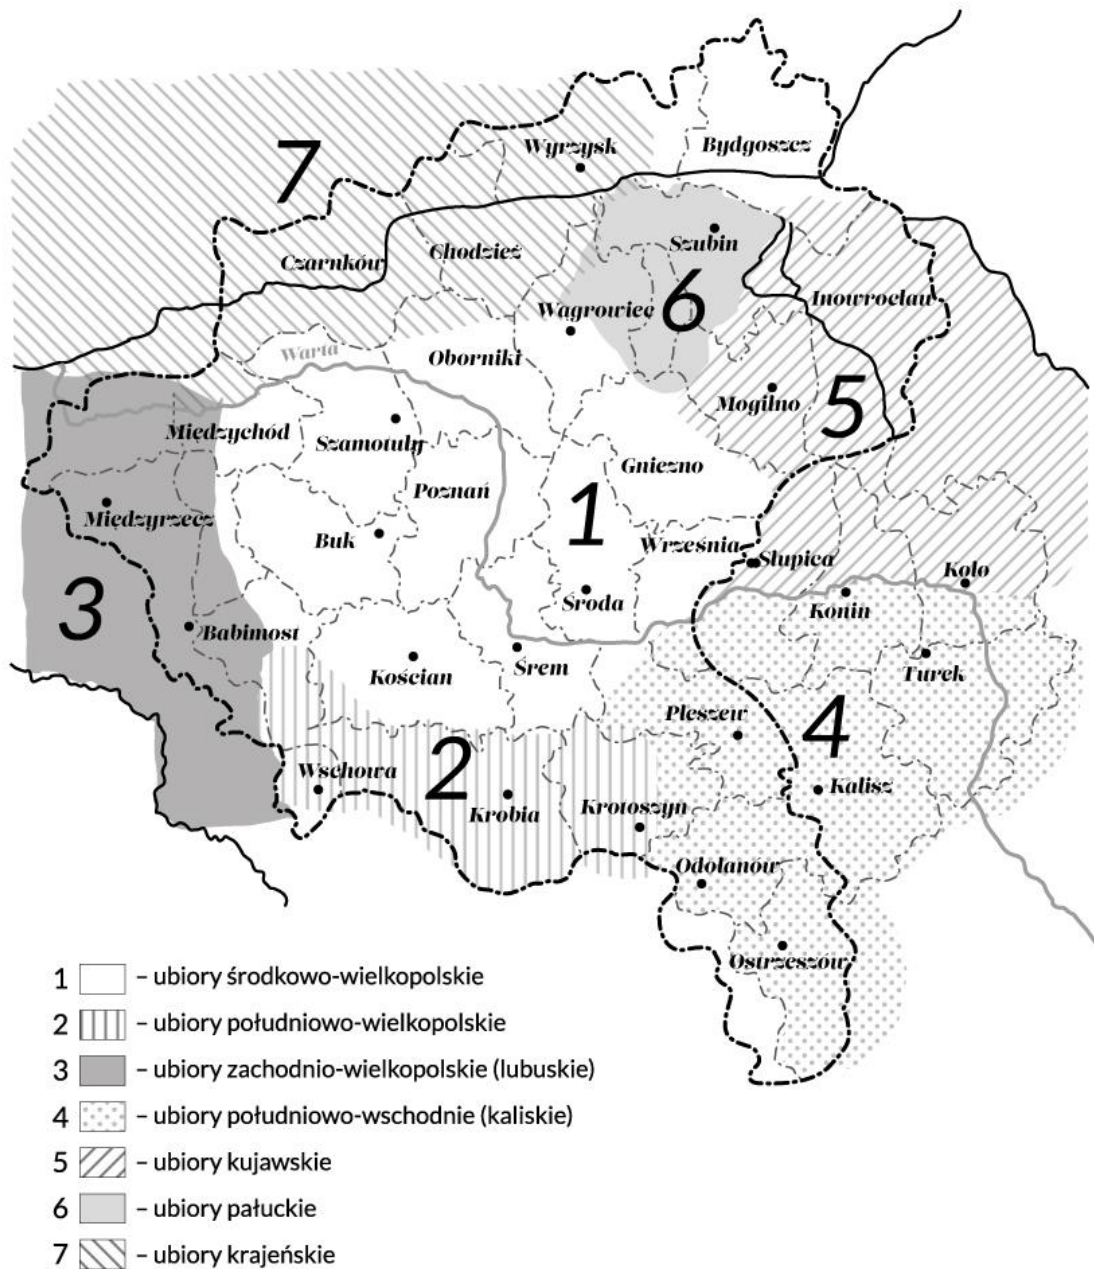 Bydgoszcz
Wyrzysk
7
Szubin
Chodzież
Czarnków
6
Inowrocław
Wągrowiec
Warta
Oborniki
5
Mogilno
Międzychód
Szamotuły
Gniezno
Poznań
1
Międzyrzecz
Buk
Września
Słupica
Koło
3
Środa
Konin
Babimost
Kościan
Śrem
Turek
Pleszew
4
Wschowa
2
Krobia
Krotoszyn
Kalisz
Odolanów
Ostrzeszów
1 – ubiory środkowo-wielkopolskie
2 – ubiory południowo-wielkopolskie
3 – ubiory zachodnio-wielkopolskie (lubuskie)
4 – ubiory południowo-wschodnie (kaliskie)
5 – ubiory kujawskie
6 – ubiory pałuckie
7 – ubiory krajeńskie